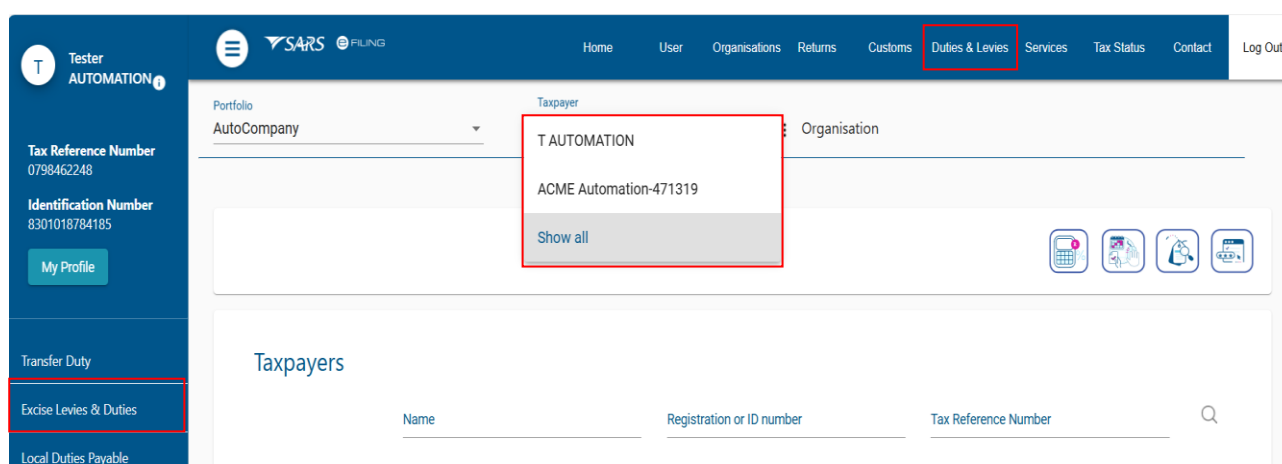 T
Tester
AUTOMATION
Tax Reference Number
0798462248
Identification Number
8301018784185
My Profile
Transfer Duty
Excise Levies & Duties
Local Duties Payable
SARS eFILING
Home User Organisations Returns Customs Duties & Levies Services Tax Status Contact Log Out
Portfolio
AutoCompany
Taxpayer
T AUTOMATION
ACME Automation-471319
Show all
Organisation
Taxpayers
Name Registration or ID number Tax Reference Number